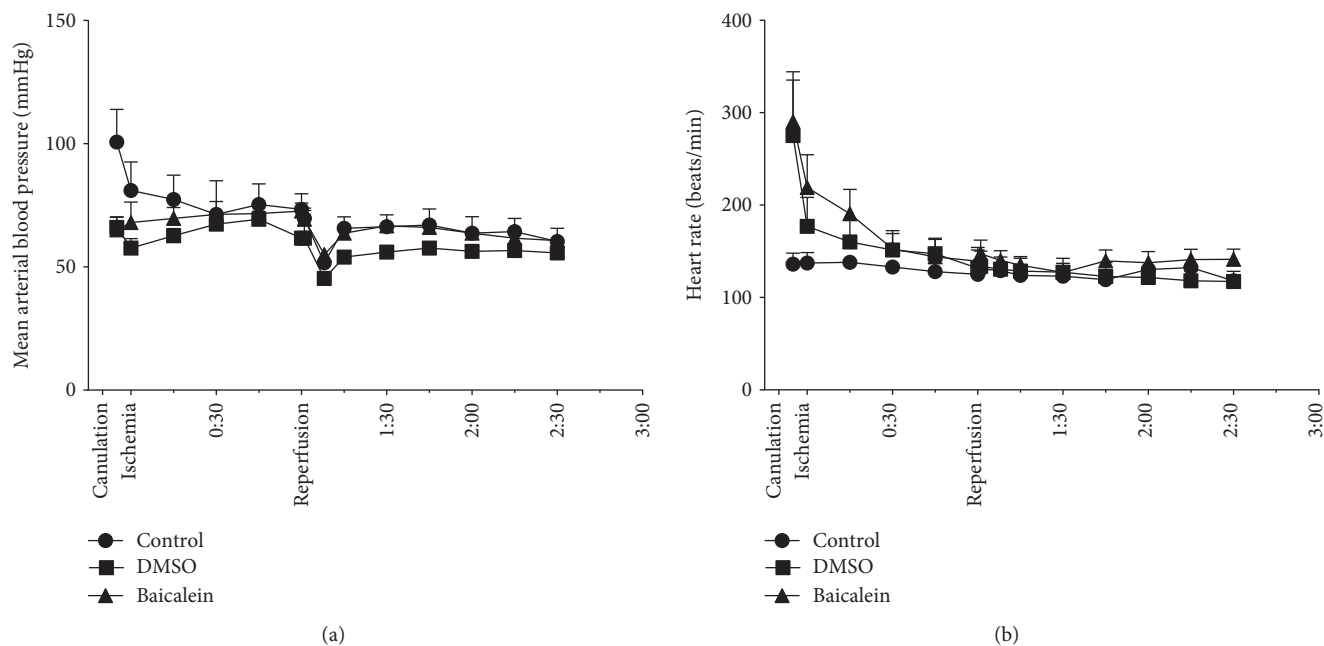 Mean arterial blood pressure (mmHg)
150
100
50
0
Canulation
Ischemia
0:30
Reperfusion
1:30
2:00
2:30
3:00
Control
DMSO
Baicalein
(a)
Heart rate (beats/min)
400
300
200
100
0
Canulation
Ischemia
0:30
Reperfusion
1:30
2:00
2:30
3:00
Control
DMSO
Baicalein
(b)